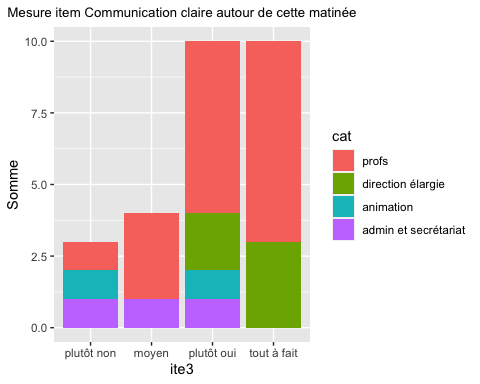 Mesure item Communication claire autour de cette matinée
10.0
7.5
5.0
2.5
0.0
Somme
plutôt non
moyen
plutôt oui
tout à fait
ite3
cat
profs
direction élargie
animation
admin et secrétariat